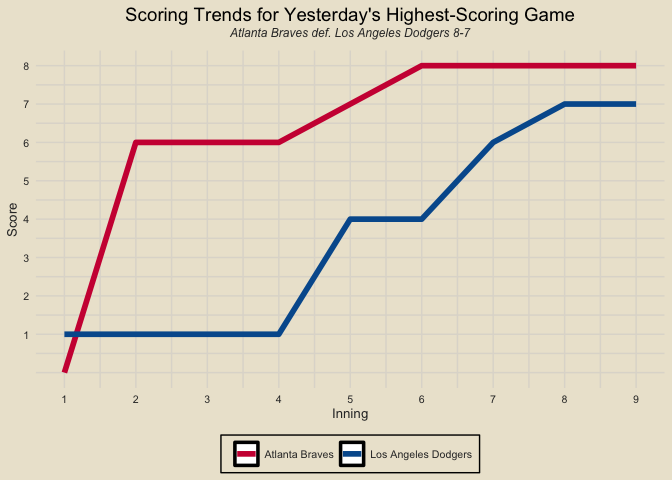 Scoring Trends for Yesterday's Highest-Scoring Game
Atlanta Braves def. Los Angeles Dodgers 8-7
8
7
6
5
4
3
2
1
Score
1 2 3 4 5 6 7 8 9
Inning
Atlanta Braves Los Angeles Dodgers